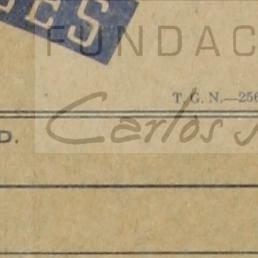 ES
FUNDAC
T. G. N.—256
Carlos
D.